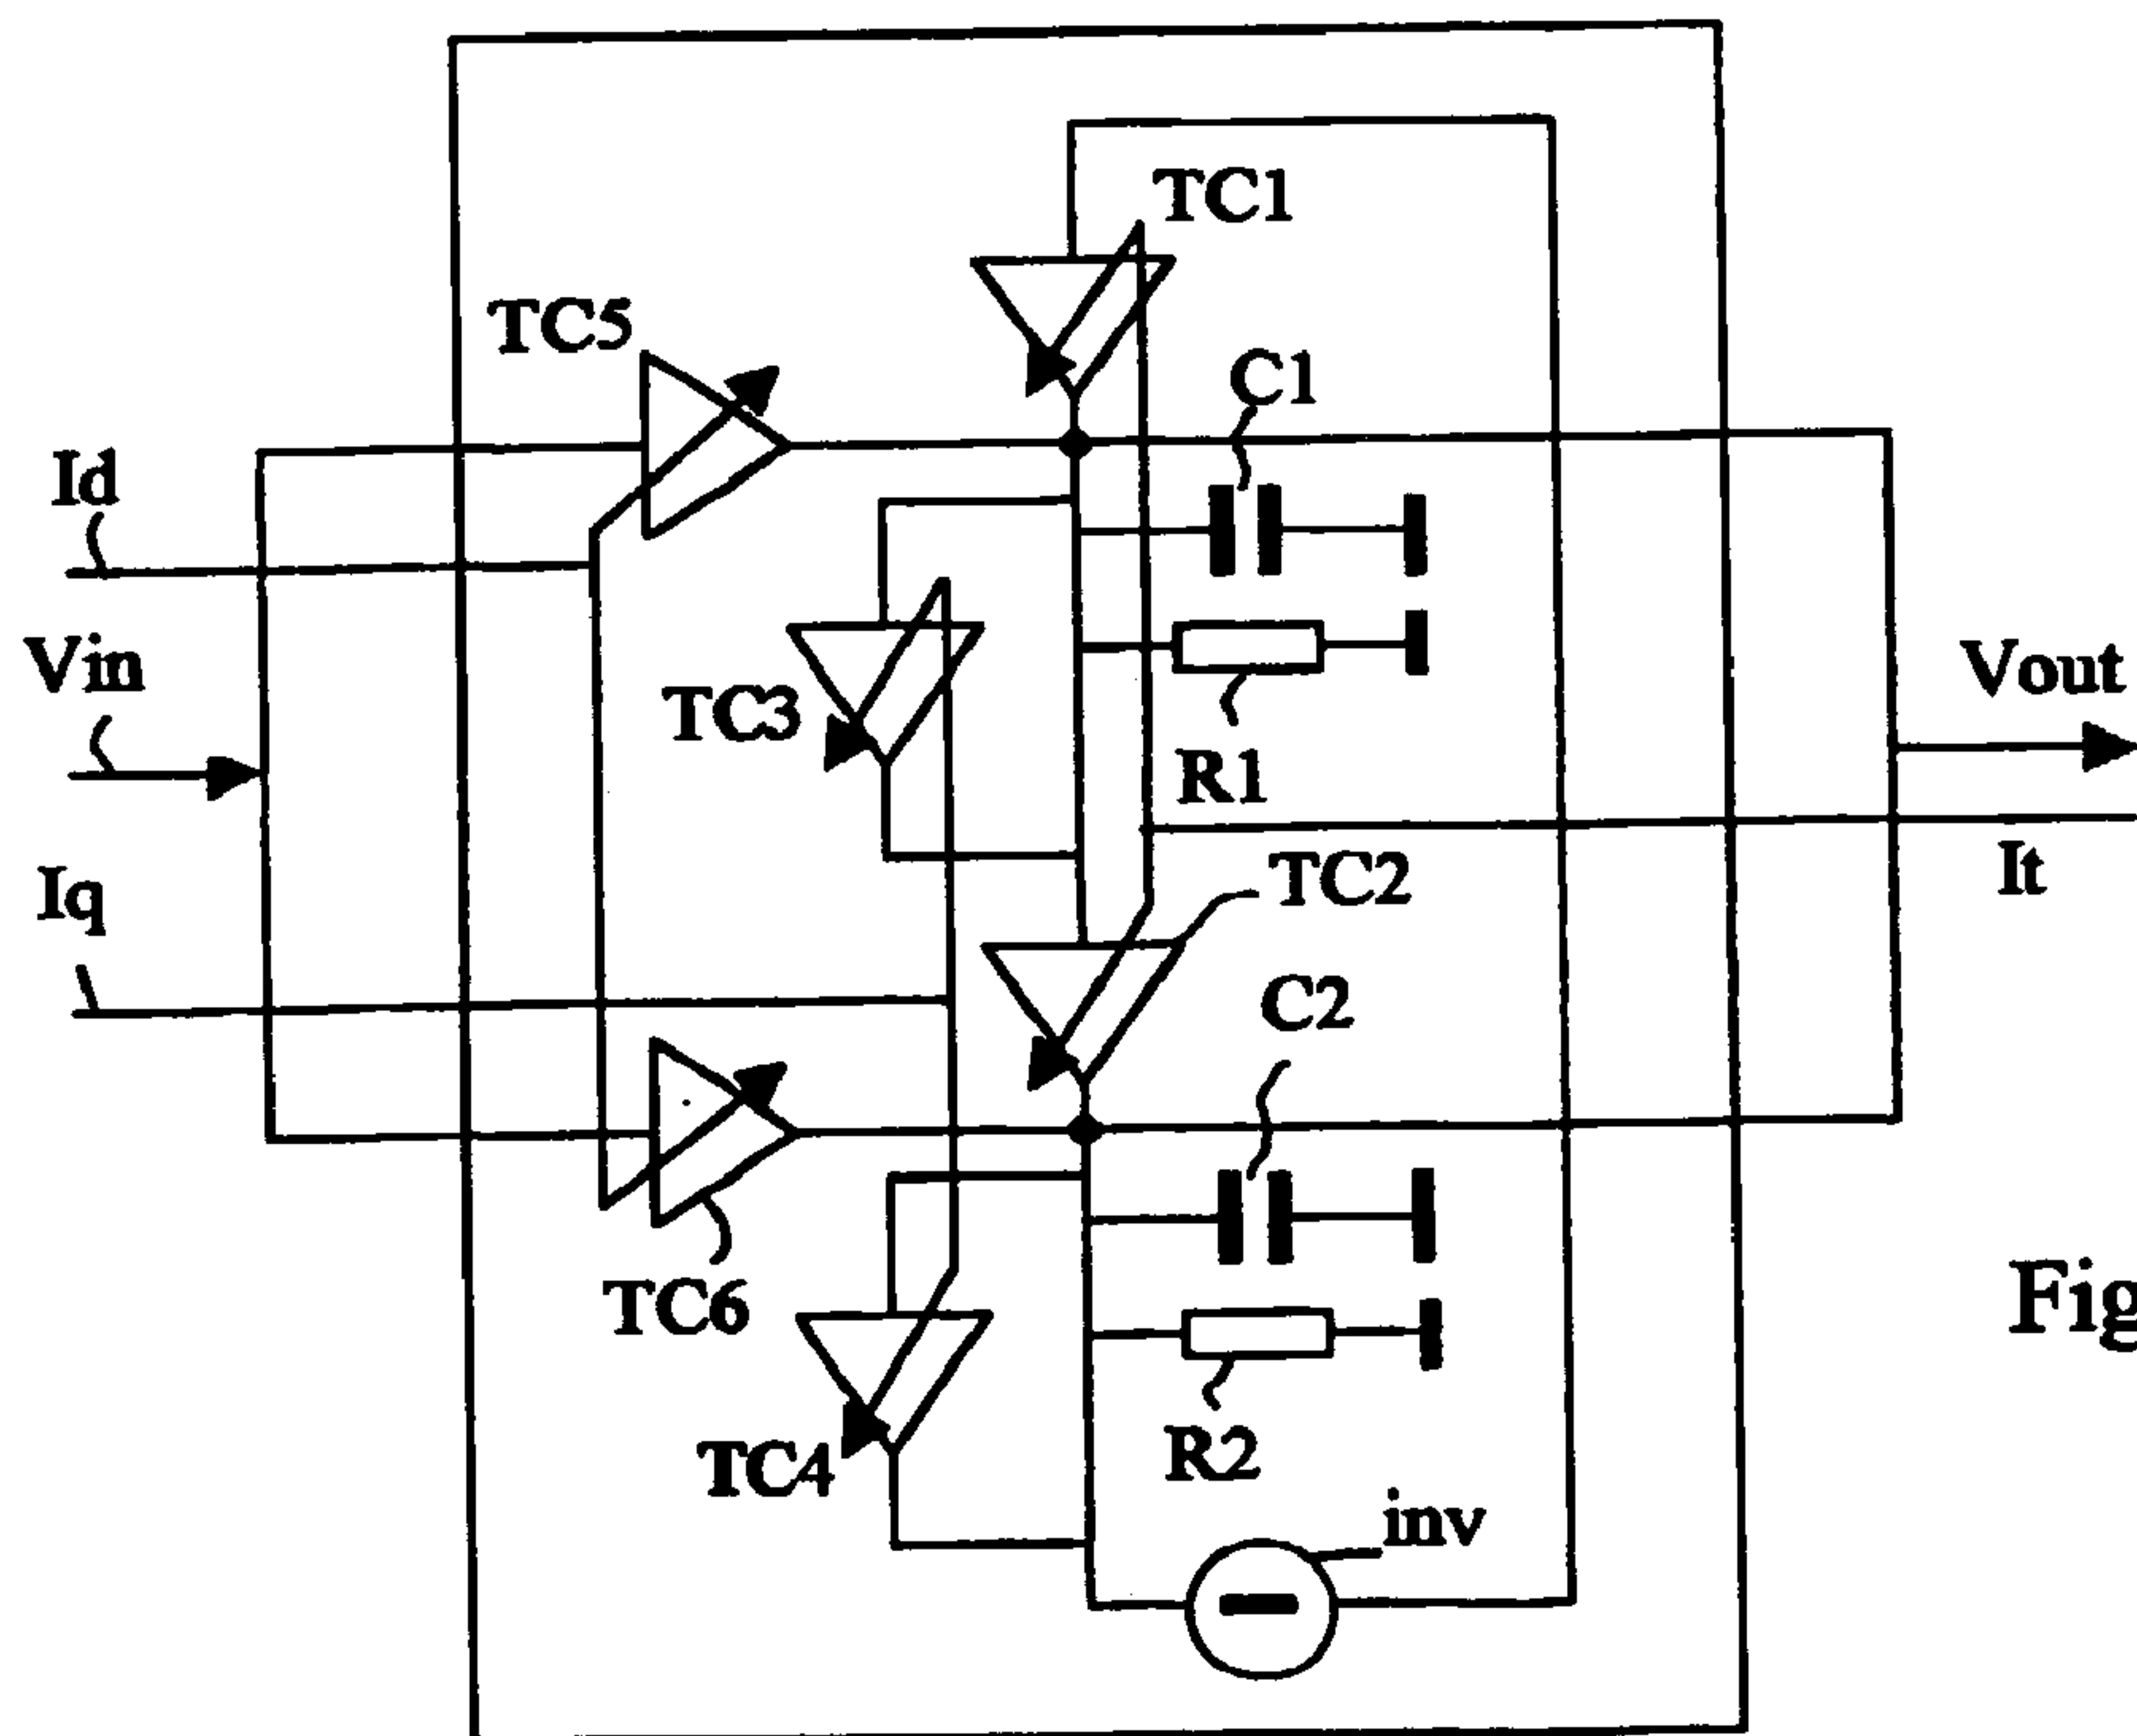 TC1
TC5
C1
Id
Vin
TC3
R1
Vout
It
Iq
TC2
C2
TC6
Fig
TC4
R2
inv